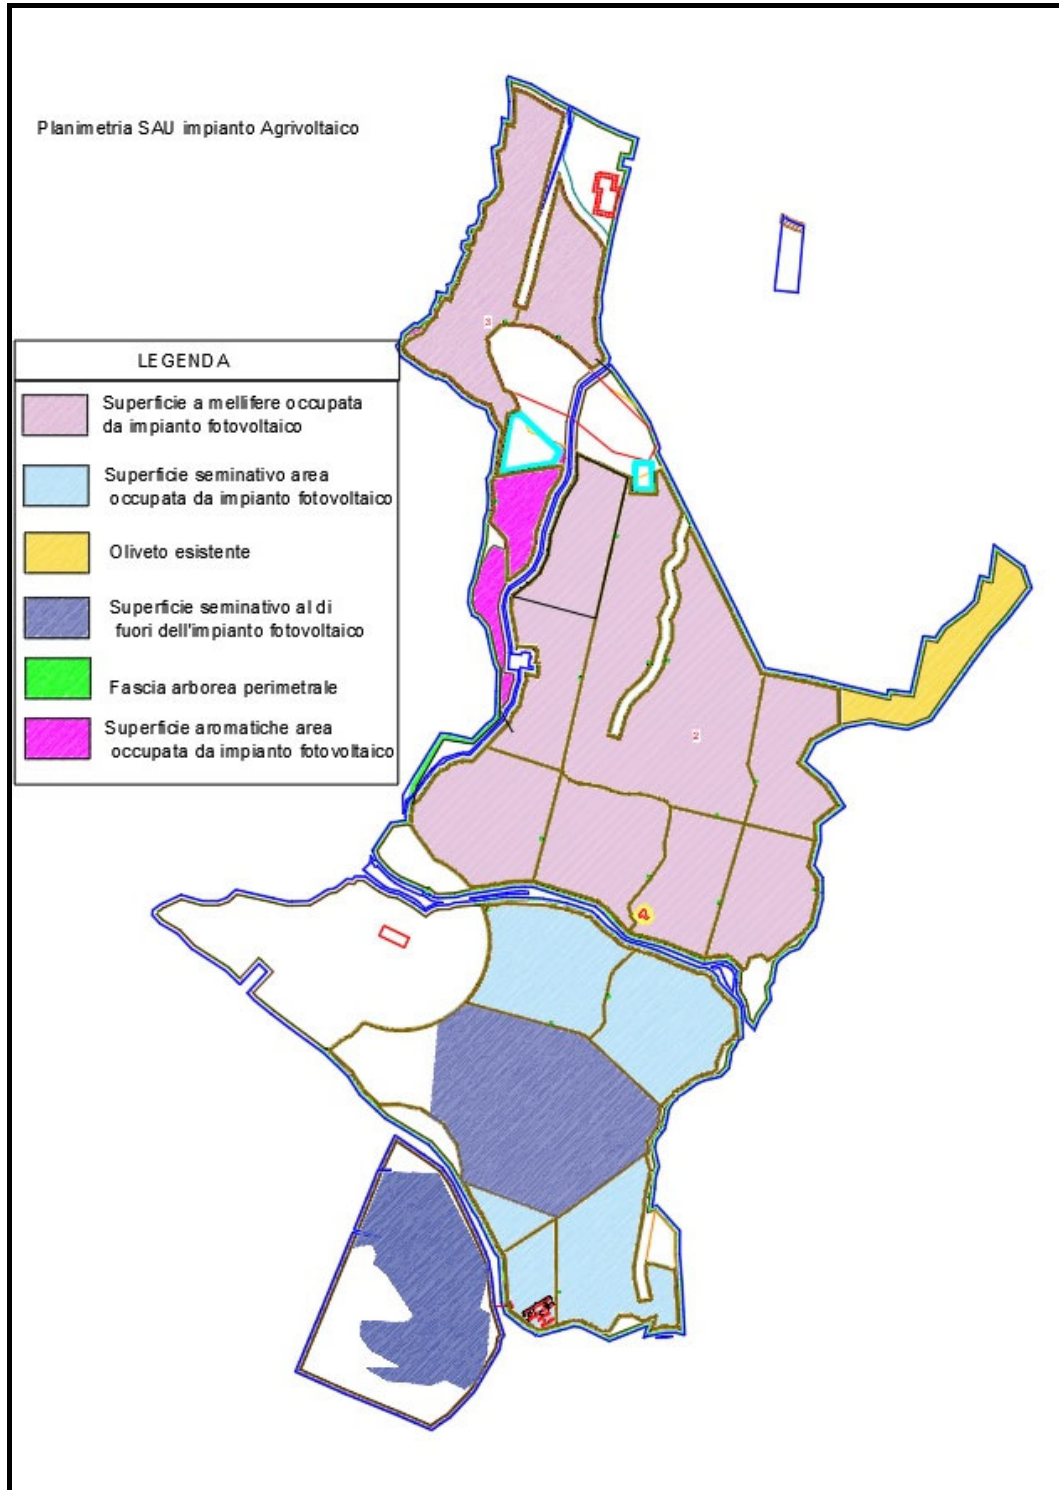 Planimetria SAU impianto Agrivoltaico
LEGENDA
Superficie a mellifere occupata
da impianto fotovoltaico
Superficie seminativo area
occupata da impianto fotovoltaico
Oliveto esistente
Superficie seminativo al di
fuori dell'impianto fotovoltaico
Fascia arborea perimetrale
Superficie aromatiche area
occupata da impianto fotovoltaico
3
2
4